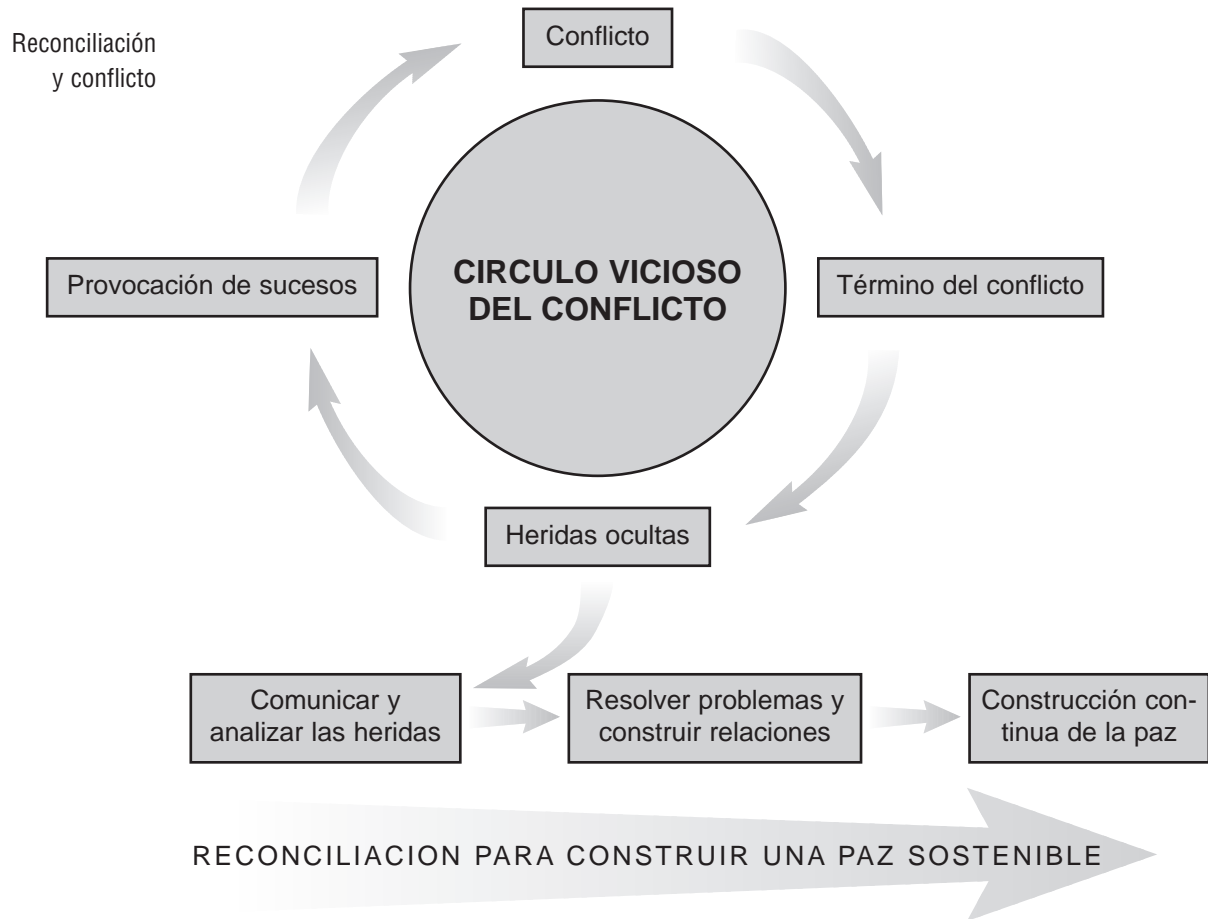 Reconciliación
y conflicto
Conflicto
Provocación de sucesos
CIRCULO VICIOSO
DEL CONFLICTO
Término del conflicto
Heridas ocultas
Comunicar y
analizar las heridas
Resolver problemas y
construir relaciones
Construcción con-
tinua de la paz
RECONCILIACION PARA CONSTRUIR UNA PAZ SOSTENIBLE